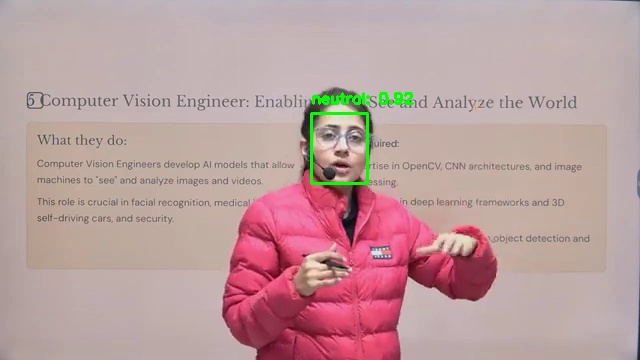 5 Computer Vision Engineer: Enablin See and Analyze the World
neutral: 0.92
What they do:
Computer Vision Engineers develop AI models that allow
machines to "see" and analyze images and videos.
This role is crucial in facial recognition, medical
self-driving cars, and security.
quired:
rtise in OpenCV, CNN architectures, and image
essing.
in deep learning frameworks and 3D
object detection and